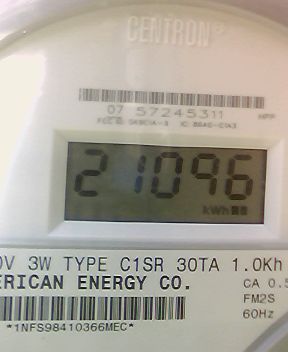 CENTRON®
07 57245311
21096
kWh
0V 3W TYPE C1SR 30TA 1.0Kh
ERICAN ENERGY CO.
CA 0.5
FM2S
60Hz
*1NFS98410366MEC*